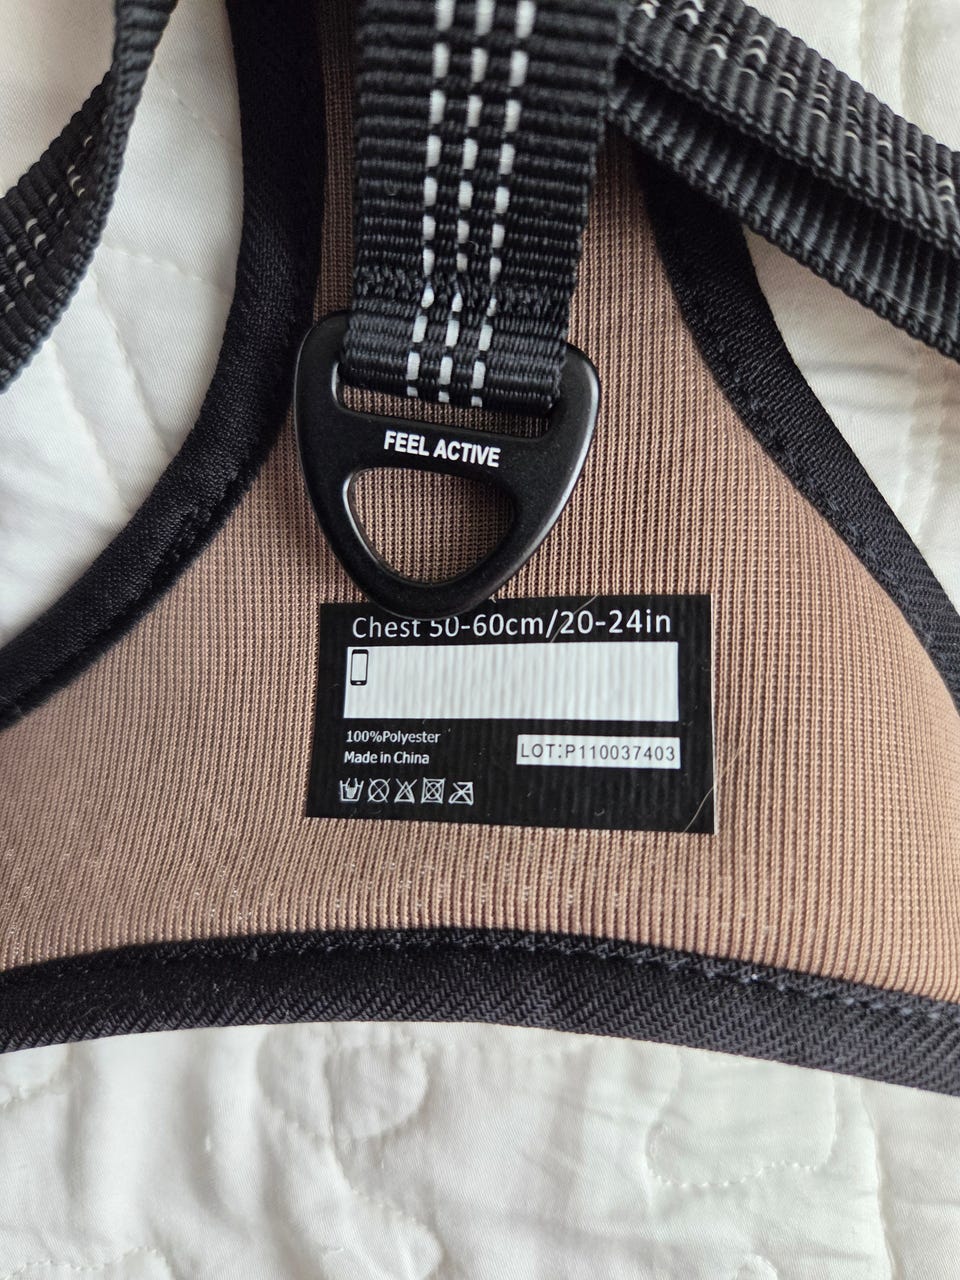 FEEL ACTIVE
Chest 50-60cm/20-24in
100%Polyester
Made in China
LOT:P110037403